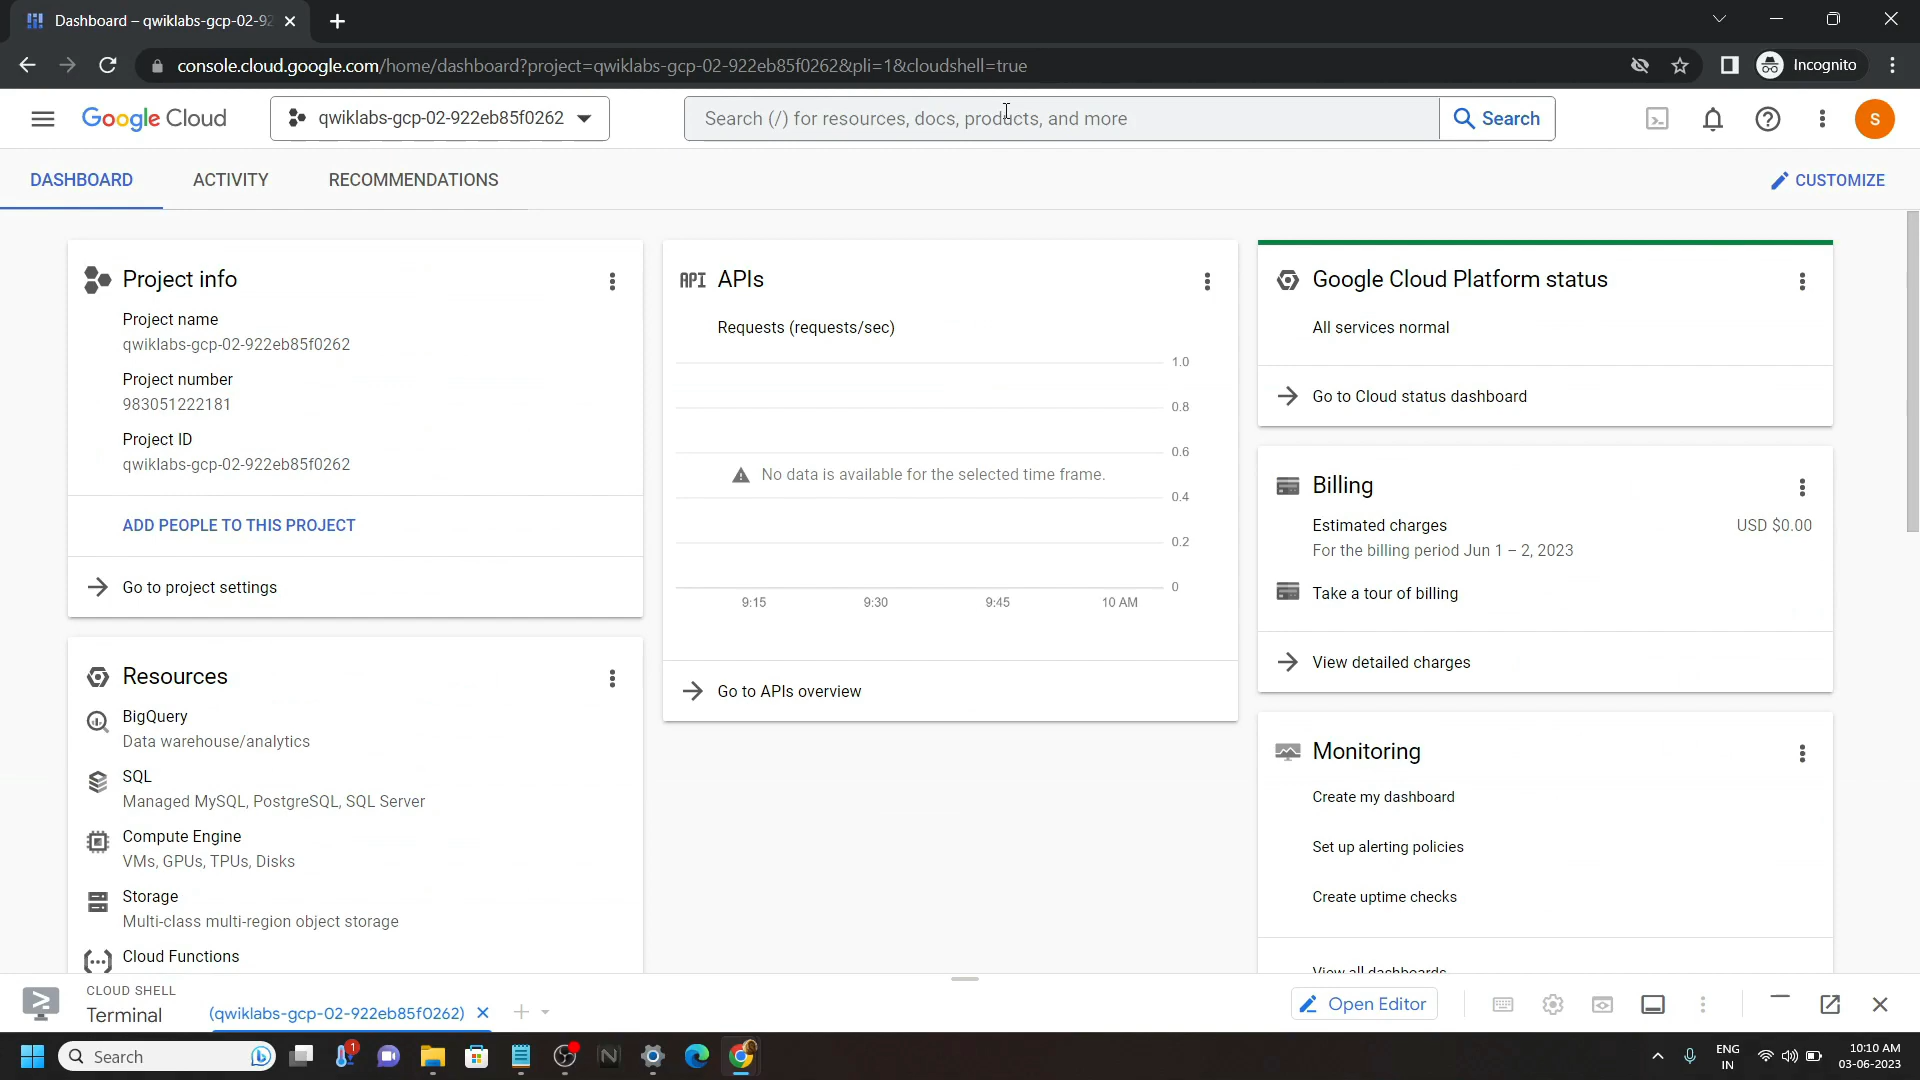 Dashboard – qwiklabs-gcp-02-92
console.cloud.google.com/home/dashboard?project=qwiklabs-gcp-02-922eb85f0262&pli=1&cloudshell=true
Incognito
Google Cloud
qwiklabs-gcp-02-922eb85f0262
Search (/) for resources, docs, products, and more
Search
S
DASHBOARD
ACTIVITY
RECOMMENDATIONS
CUSTOMIZE
Project info
Project name
qwiklabs-gcp-02-922eb85f0262
Project number
983051222181
Project ID
qwiklabs-gcp-02-922eb85f0262
ADD PEOPLE TO THIS PROJECT
Go to project settings
Resources
BigQuery
Data warehouse/analytics
SQL
Managed MySQL, PostgreSQL, SQL Server
Compute Engine
VMs, GPUs, TPUs, Disks
Storage
Multi-class multi-region object storage
Cloud Functions
API APIs
Requests (requests/sec)
1.0
0.8
0.6
No data is available for the selected time frame.
0.4
0.2
0
9:15 9:30 9:45 10 AM
Go to APIs overview
Google Cloud Platform status
All services normal
Go to Cloud status dashboard
Billing
Estimated charges USD $0.00
For the billing period Jun 1 – 2, 2023
Take a tour of billing
View detailed charges
Monitoring
Create my dashboard
Set up alerting policies
Create uptime checks
View all dashboards
CLOUD SHELL
Terminal
(qwiklabs-gcp-02-922eb85f0262)
Open Editor
Search
1
ENG
IN
10:10 AM
03-06-2023